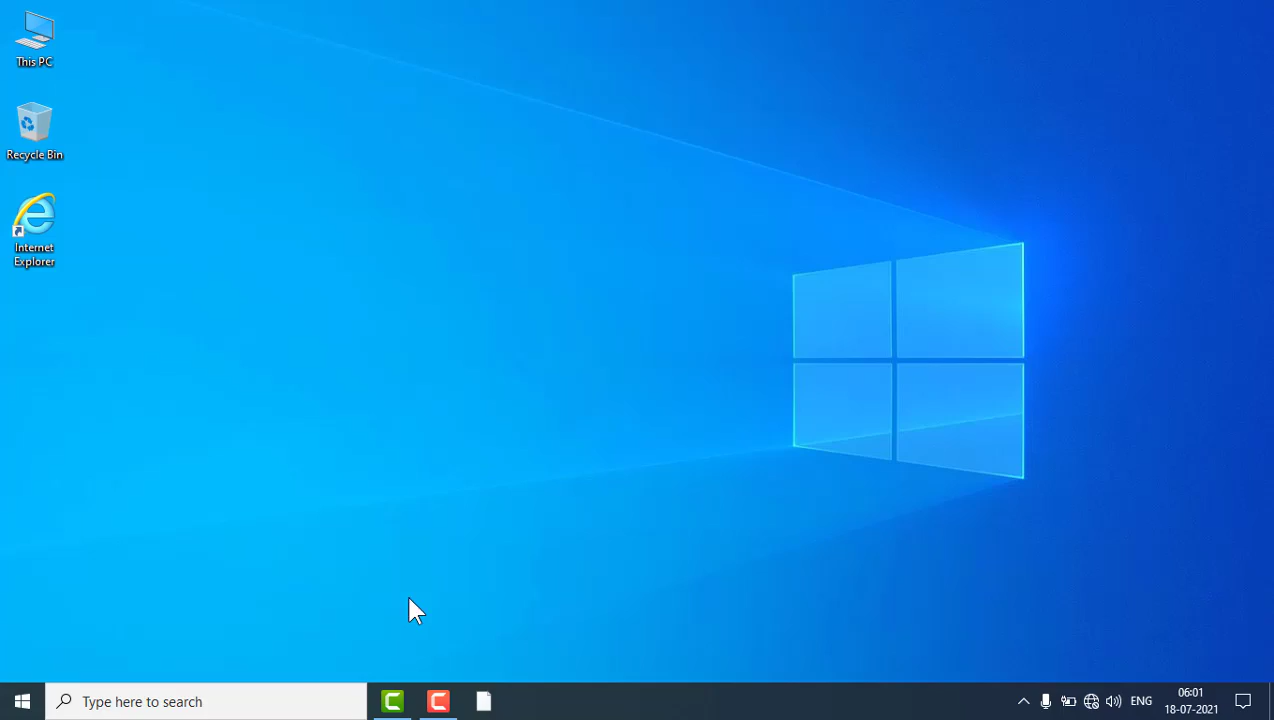 This PC
Recycle Bin
Internet
Explorer
Type here to search
ENG
06:01
18-07-2021